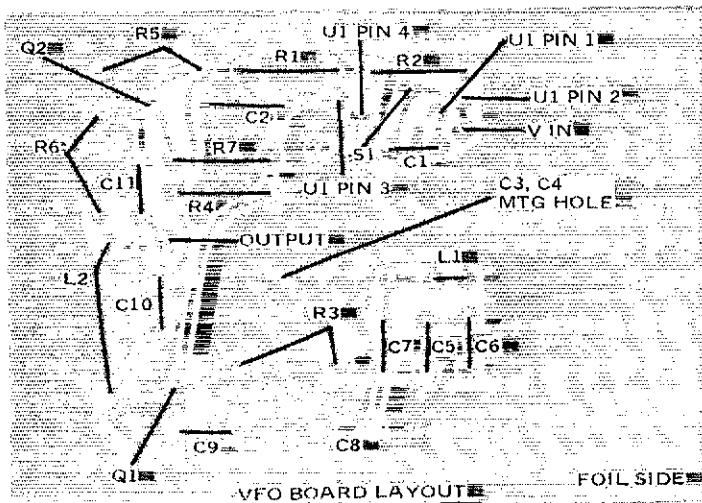 R5
U1 PIN 4
Q2
R1
R2
U1 PIN 1
C2
U1 PIN 2
V IN
R6
R7
S1
C1
C11
U1 PIN 3
R4
C3, C4
MTG HOLE
OUTPUT
L1
L2
C10
R3
C7
C5
C6
C9
C8
Q1
VFO BOARD LAYOUT
FOIL SIDE